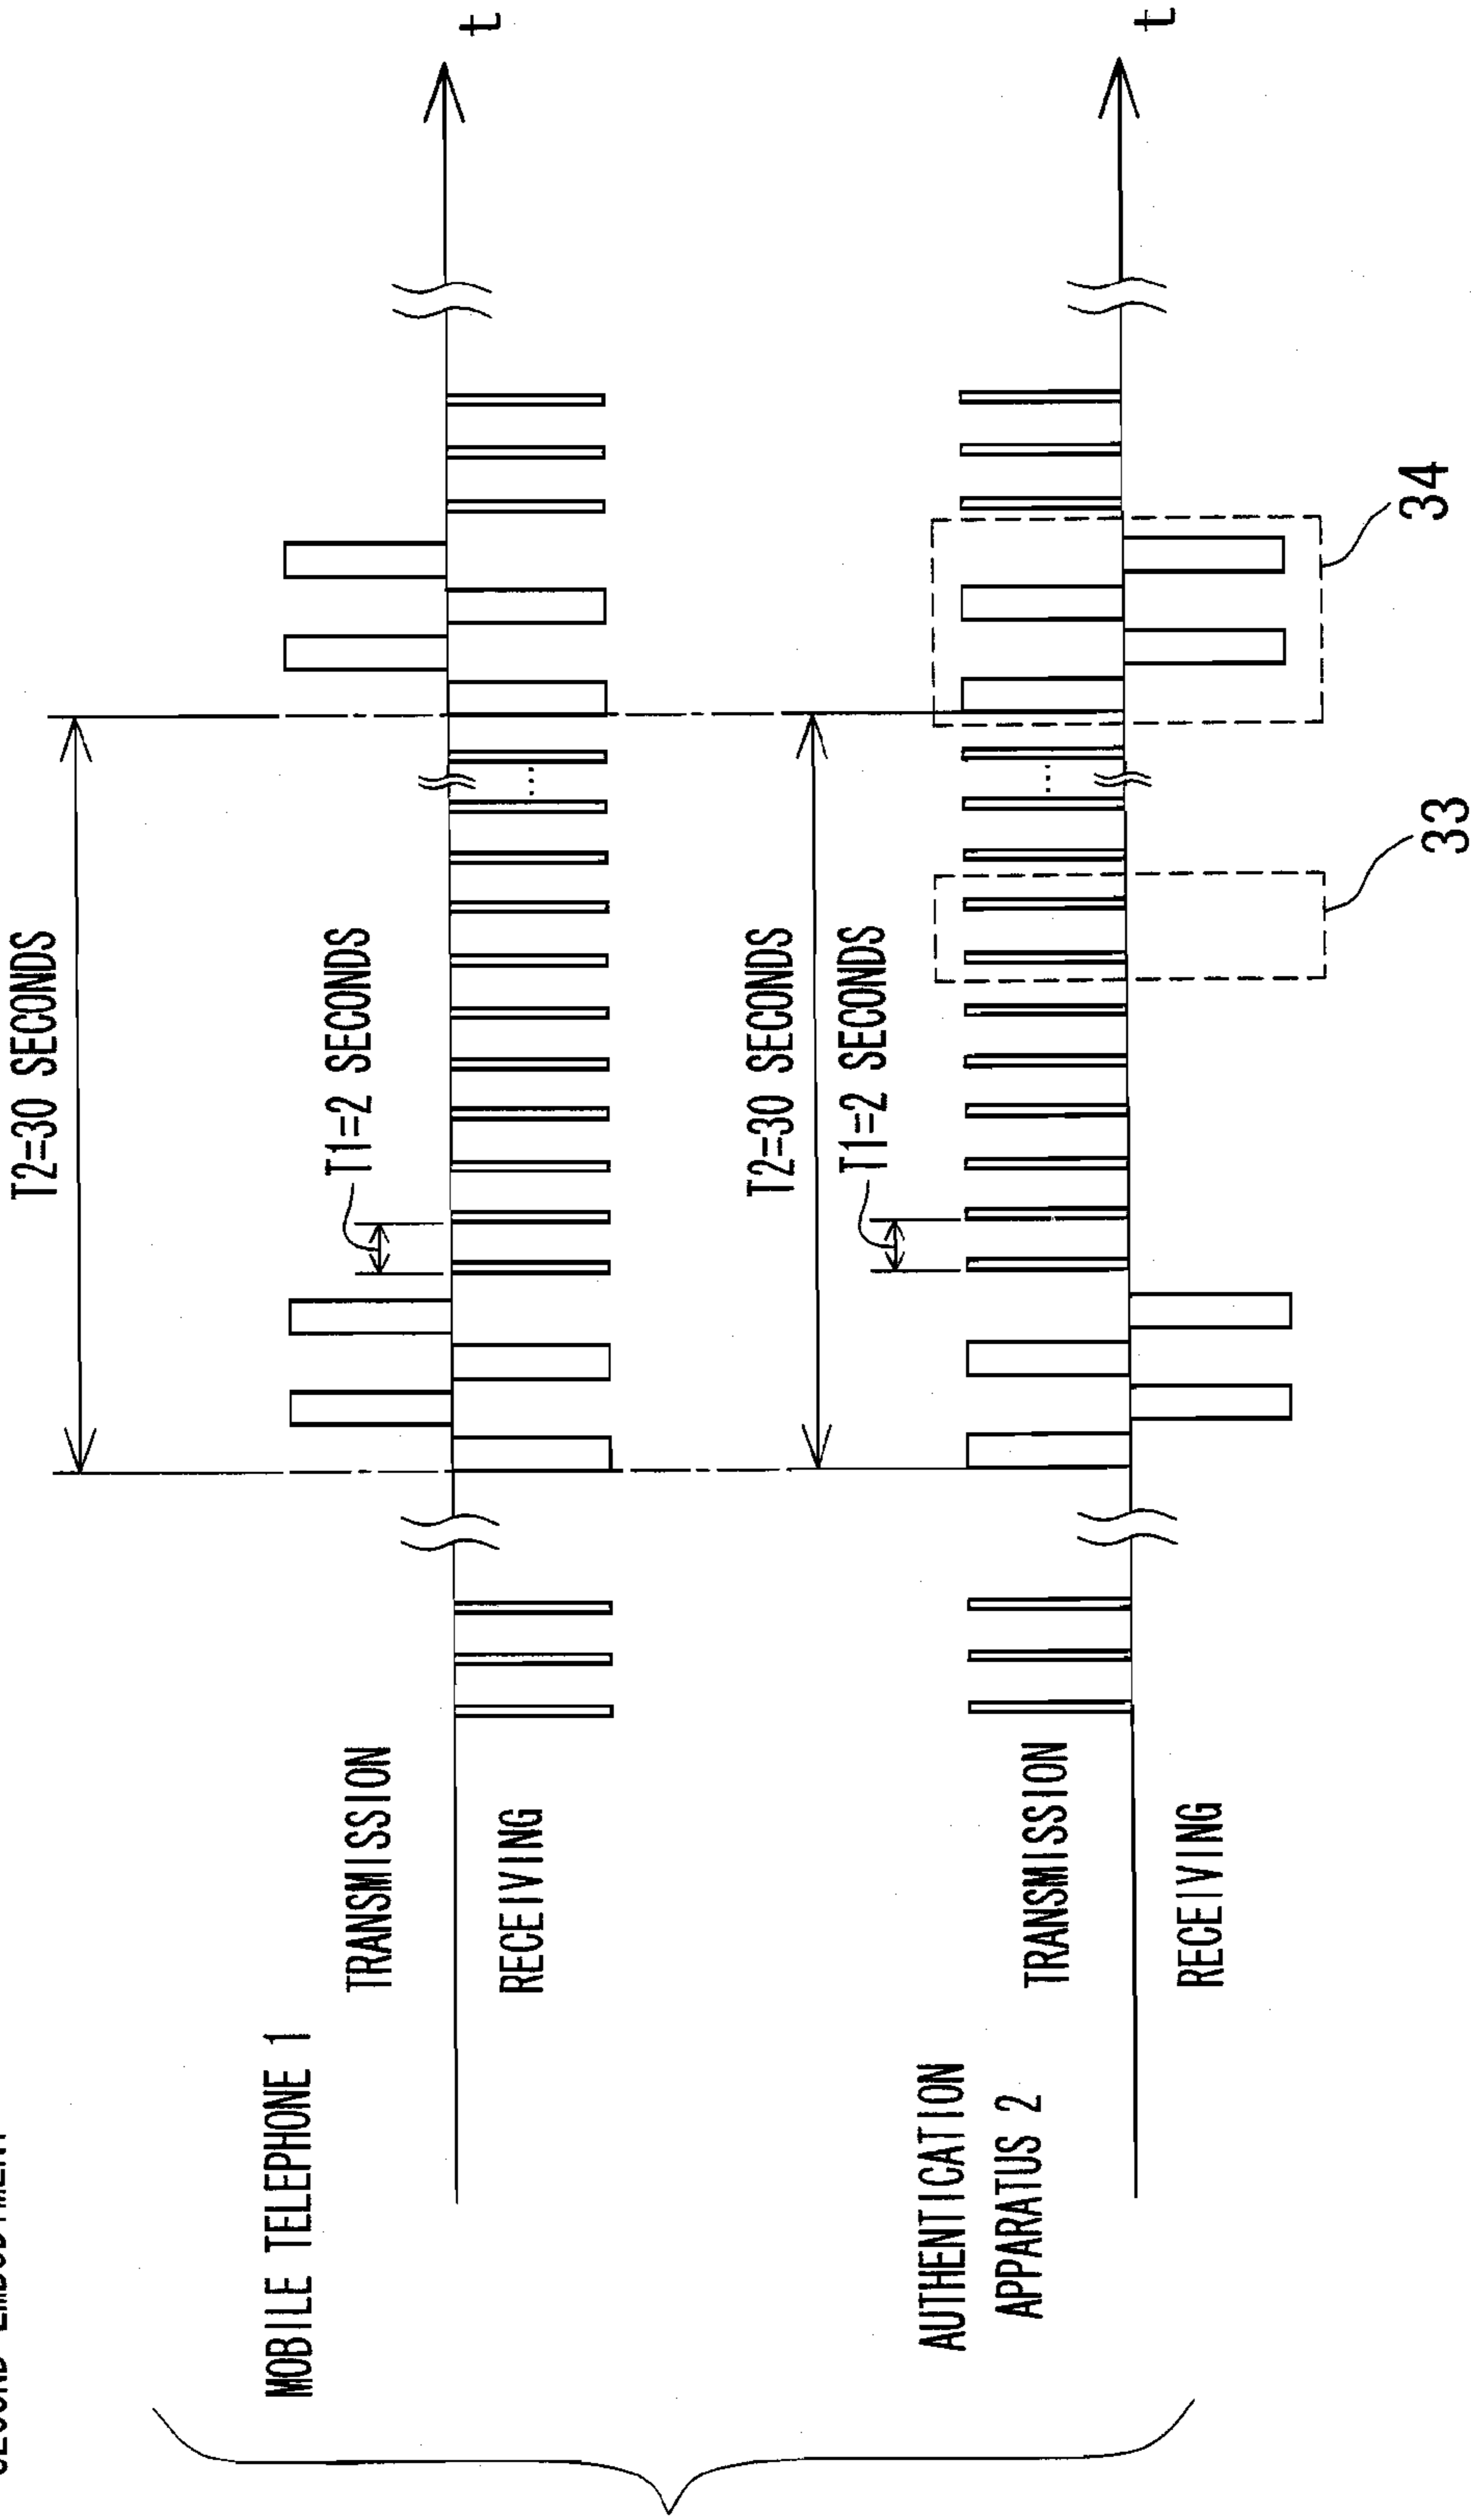 MOBILE TELEPHONE 1
TRANSMISSION
RECEIVING
T2=30 SECONDS
T1=2 SECONDS
t
AUTHENTICATION
APPARATUS 2
TRANSMISSION
RECEIVING
T2=30 SECONDS
T1=2 SECONDS
33
34
t